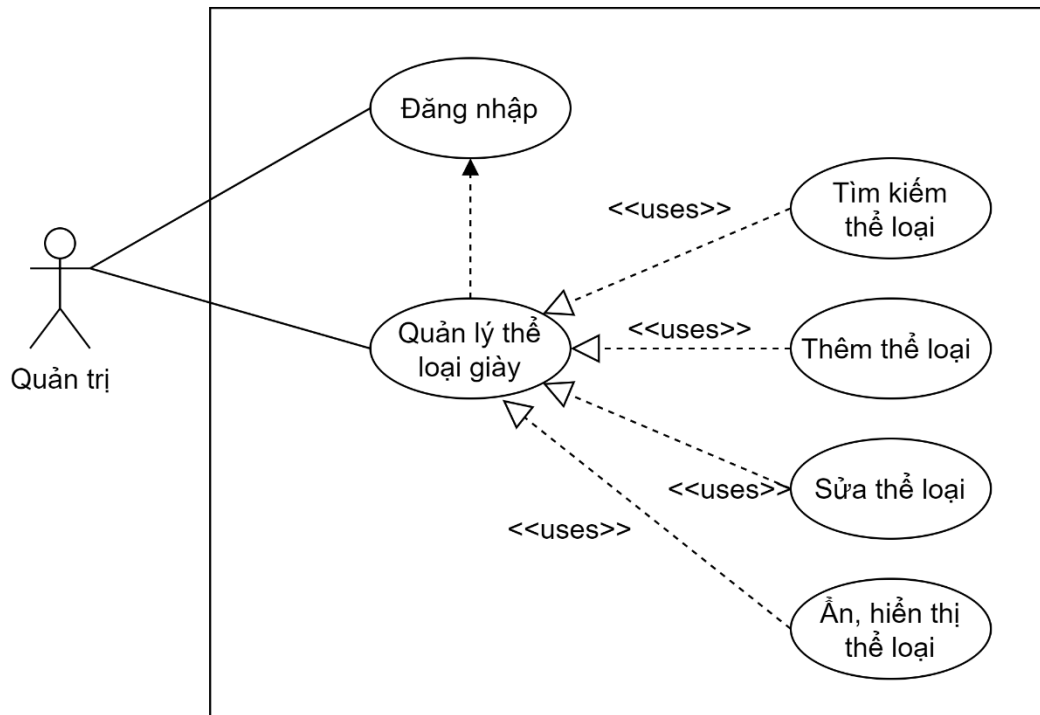 Đăng nhập
<<uses>>
Tìm kiếm
thể loại
Quản lý thể
loại giày
<<uses>>
Thêm thể loại
Quản trị
<<uses>>
Sửa thể loại
<<uses>>
Ẩn, hiển thị
thể loại